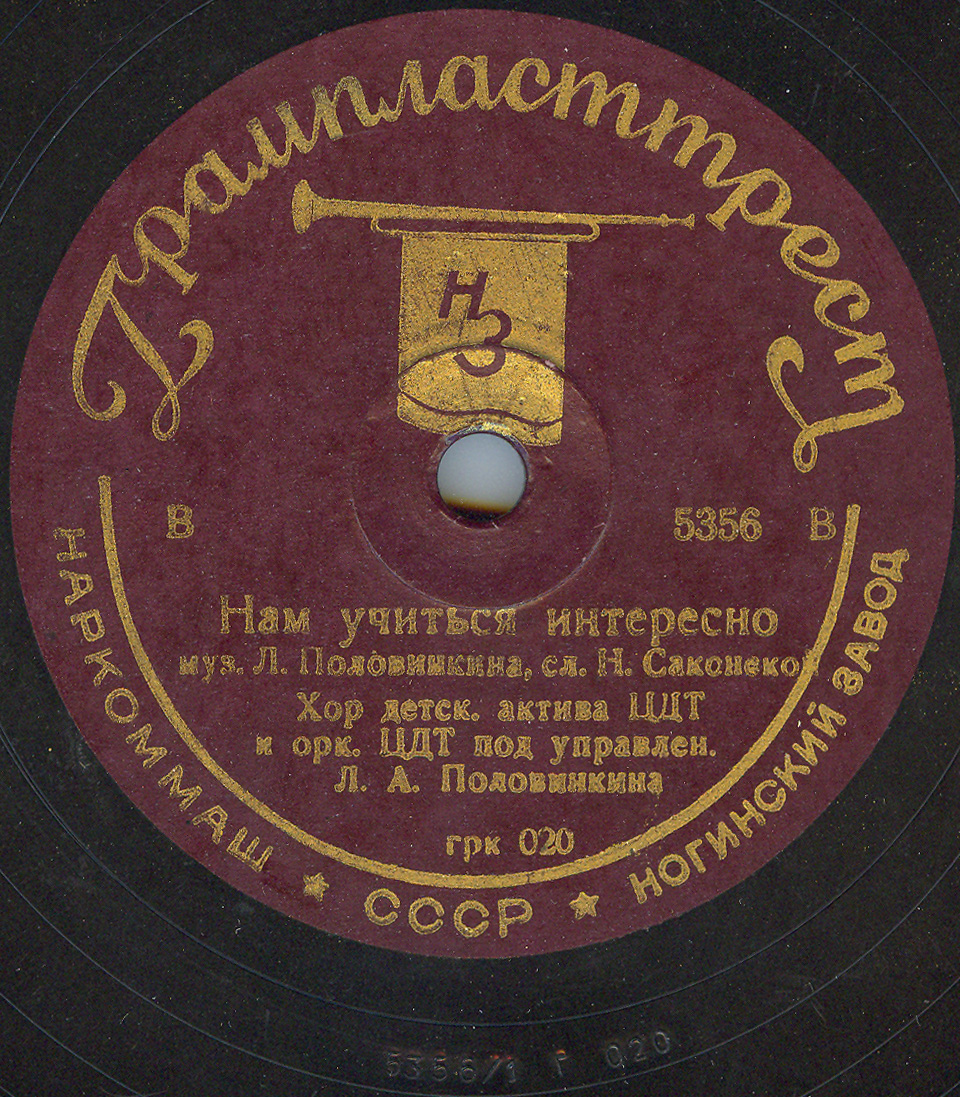 Грампласттрест
НЗ
В 5356 В
Нам учиться интересно
муз. Л. Половинкина, сл. Н. Саконской
Хор детск. актива ЦДТ
и орк. ЦДТ под управлен.
Л. А. Половинкина
грк 020
НАРКОММАШ ★ СССР ★ НОГИНСКИЙ ЗАВОД
5356/1 Г 020